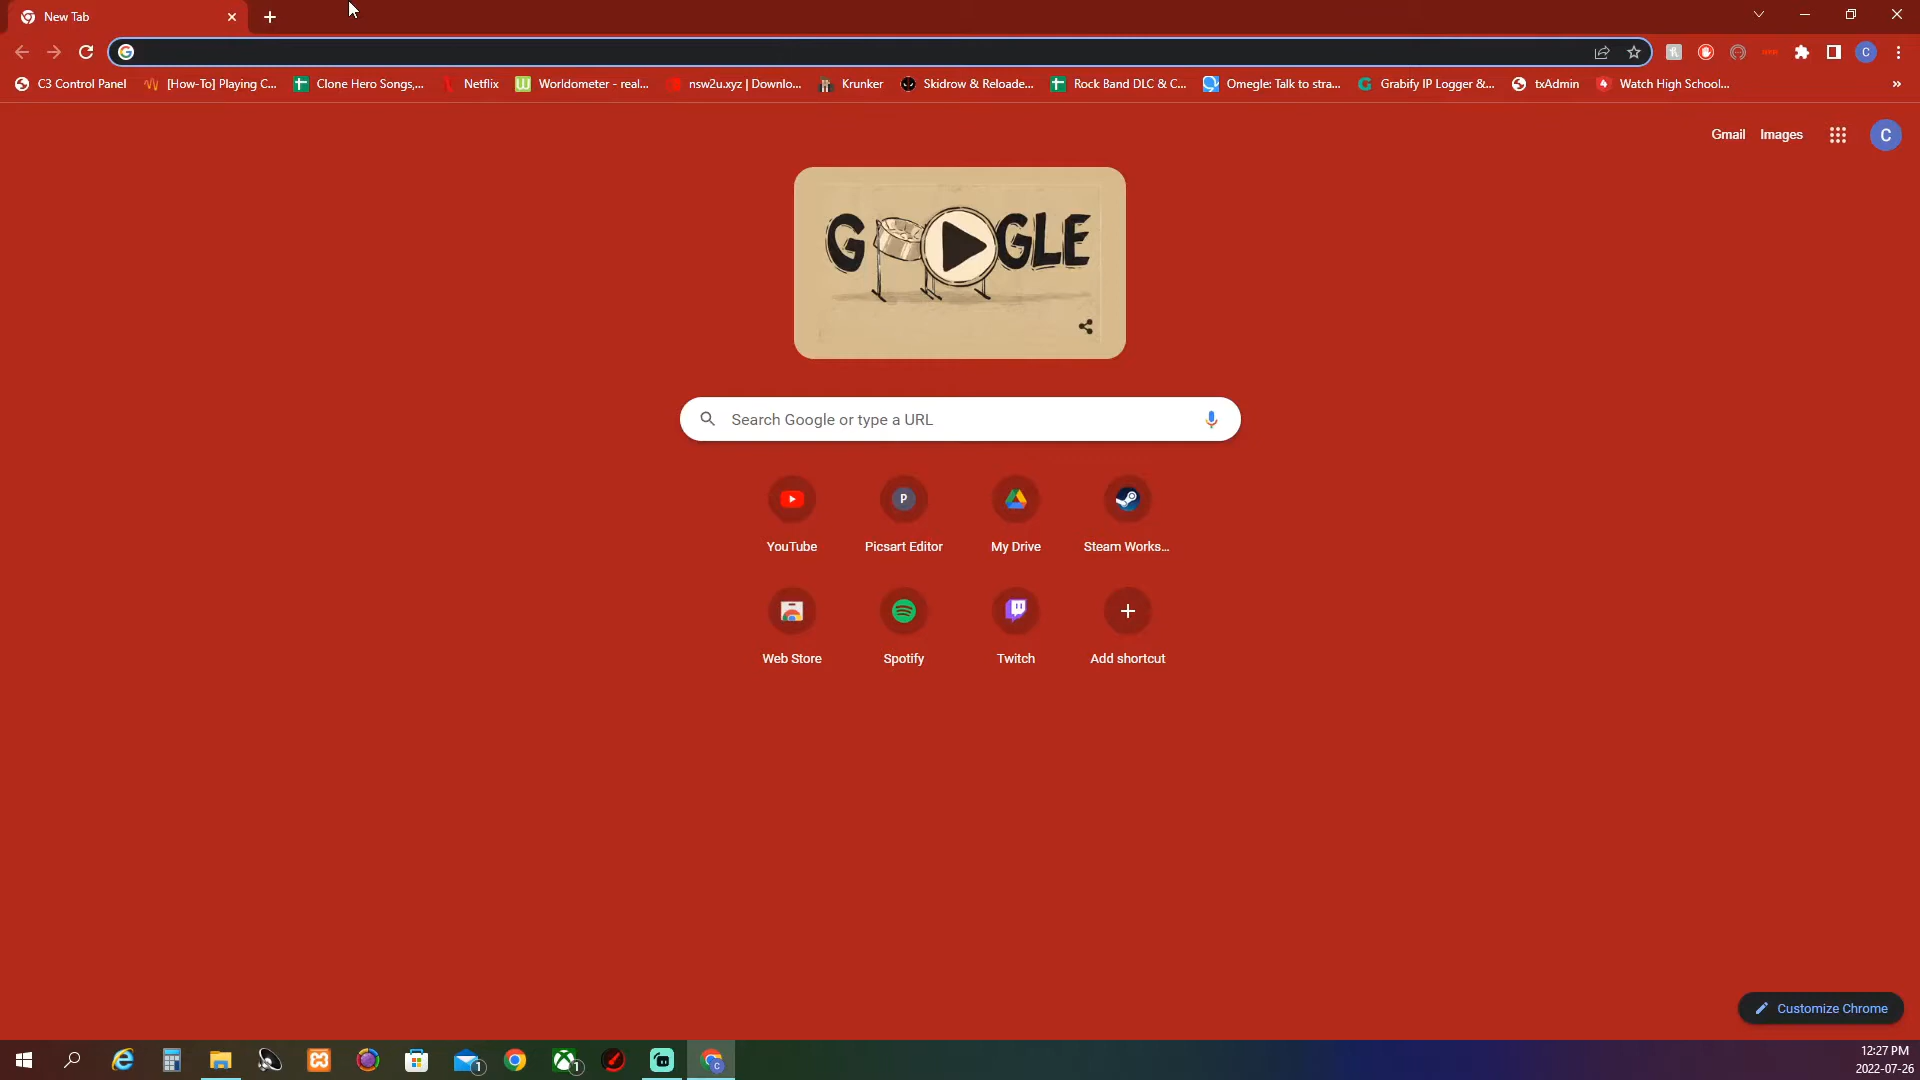 New Tab
C3 Control Panel
[How-To] Playing C...
Clone Hero Songs,...
Netflix
Worldometer - real...
nsw2u.xyz | Downlo...
Krunker
Skidrow & Reloade...
Rock Band DLC & C...
Omegle: Talk to stra...
Grabify IP Logger &...
txAdmin
Watch High School...
»
Gmail
Images
C
GOOGLE
Search Google or type a URL
P
YouTube
Picsart Editor
My Drive
Steam Works...
Web Store
Spotify
Twitch
Add shortcut
Customize Chrome
1
1
12:27 PM
2022-07-26